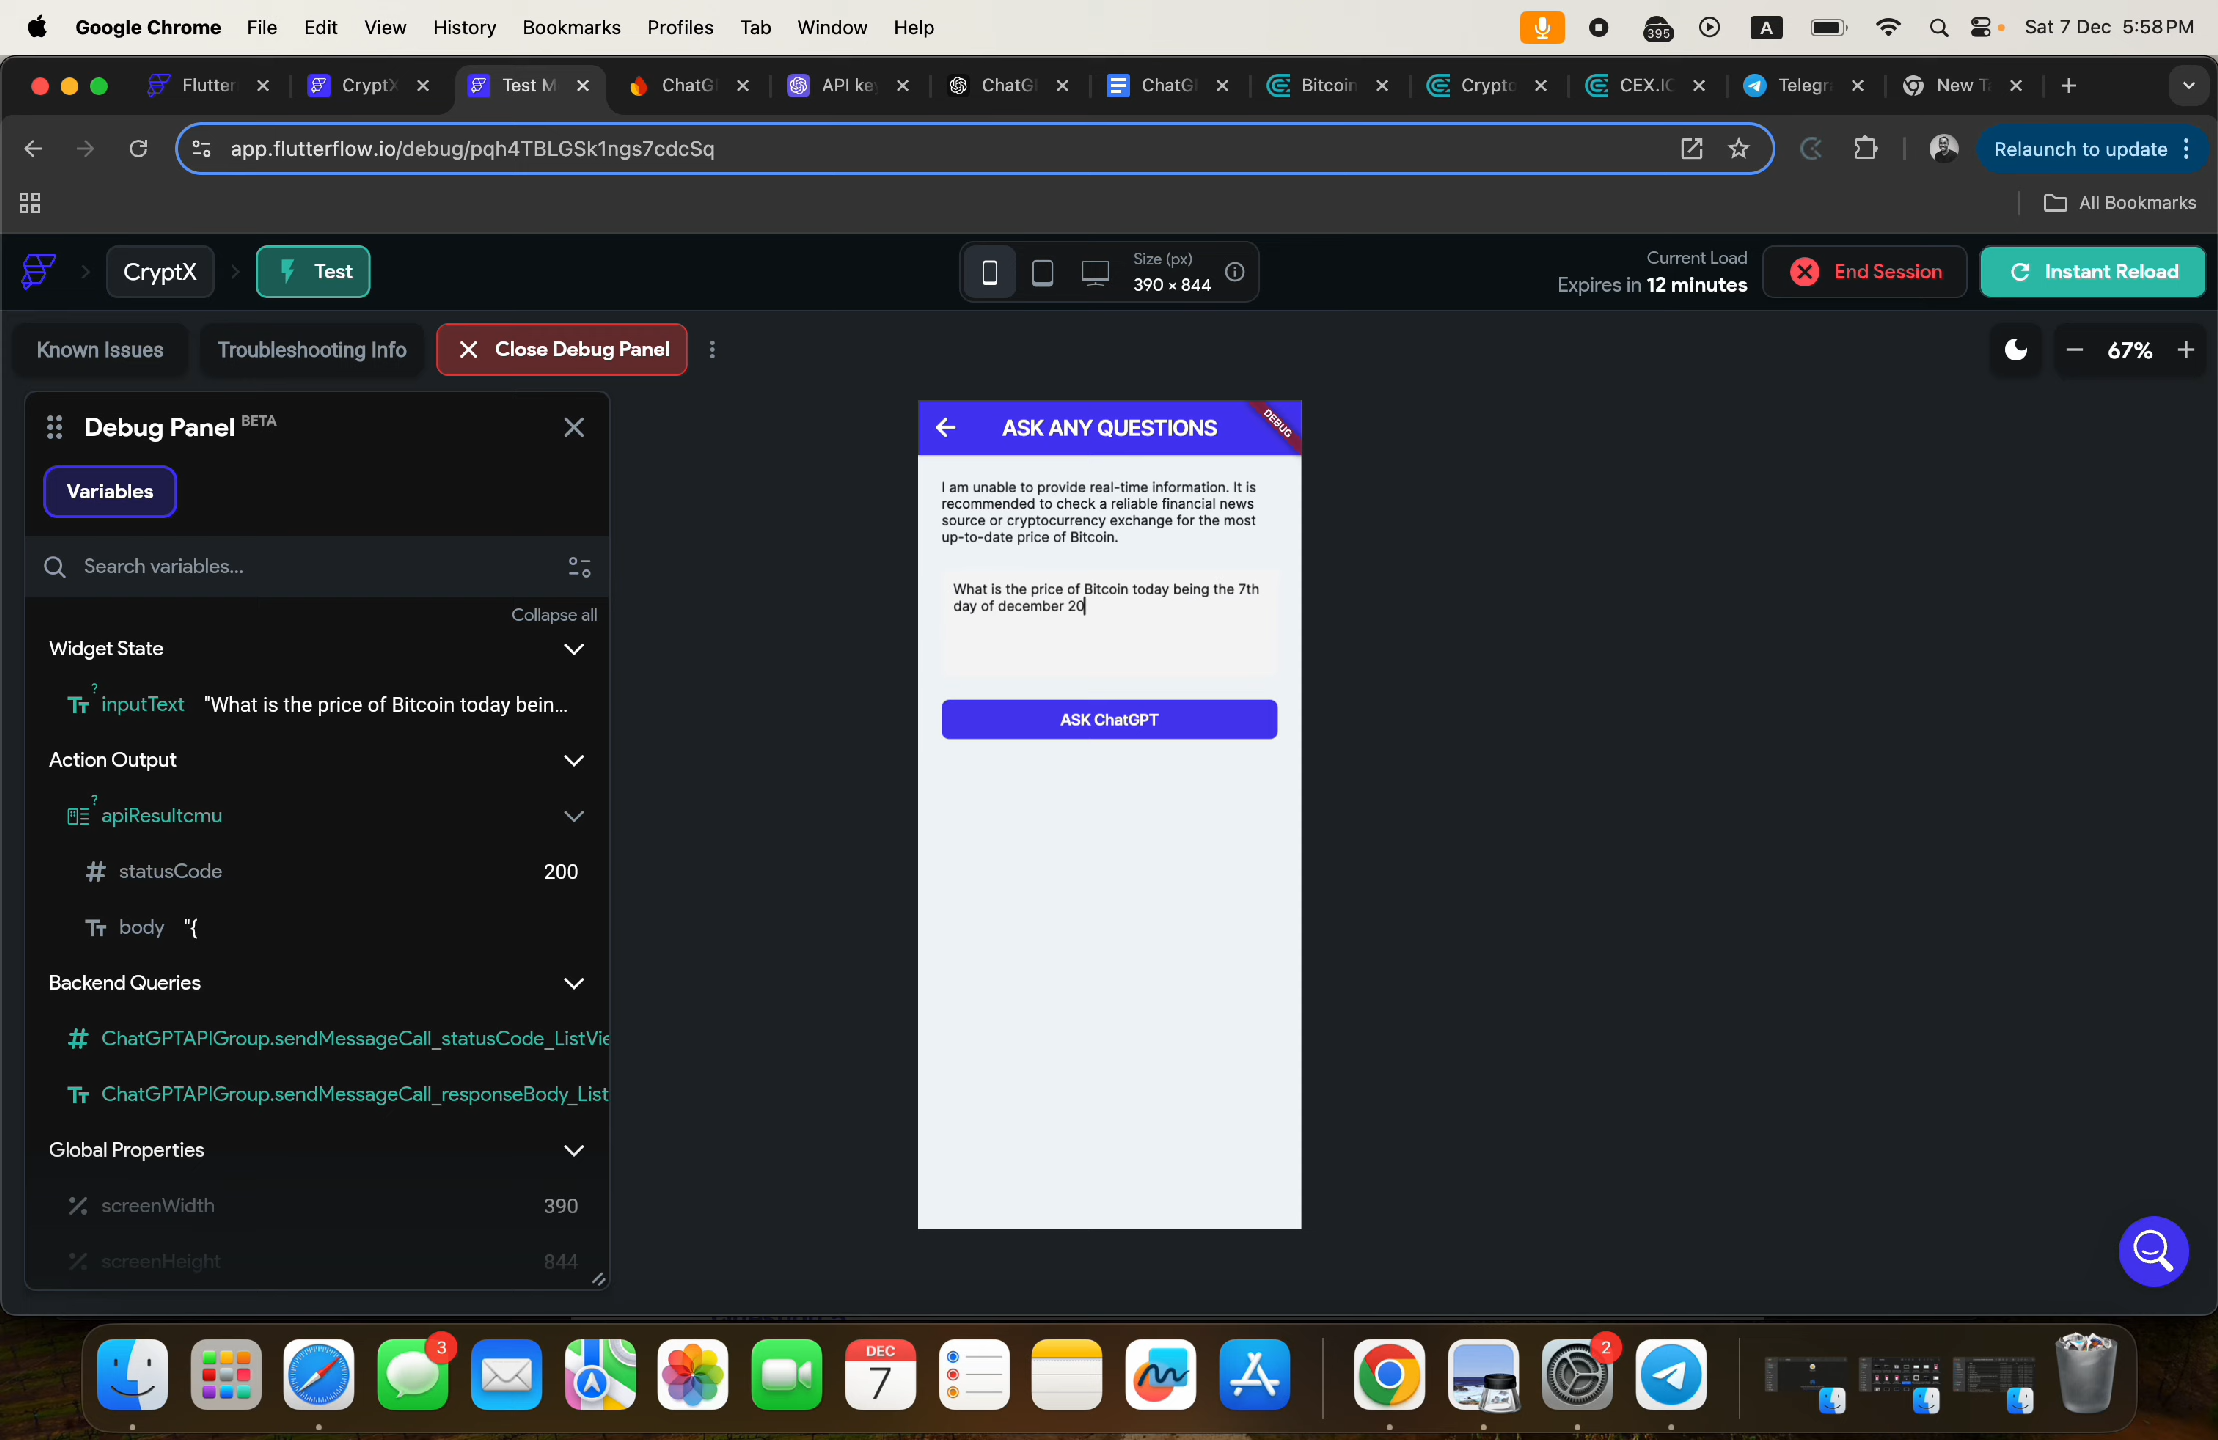 Google Chrome File Edit View History Bookmarks Profiles Tab Window Help 395 A Sat 7 Dec 5:58 PM
Flutter CryptX Test M ChatG API key ChatG ChatG Bitcoin Crypto CEX.IO Telegr New T
app.flutterflow.io/debug/pqh4TBLGSk1ngs7cdcSq
Relaunch to update
All Bookmarks
CryptX Test
Size (px)
390 × 844
Current Load
Expires in 12 minutes
End Session Instant Reload
Known Issues Troubleshooting Info Close Debug Panel 67%
Debug Panel BETA
Variables
Search variables...
Collapse all
Widget State
inputText "What is the price of Bitcoin today bein...
Action Output
apiResultcmu
statusCode 200
body "{
Backend Queries
ChatGPTAPIGroup.sendMessageCall_statusCode_ListVie
ChatGPTAPIGroup.sendMessageCall_responseBody_List
Global Properties
screenWidth 390
screenHeight 844
ASK ANY QUESTIONS
DEBUG
I am unable to provide real-time information. It is
recommended to check a reliable financial news
source or cryptocurrency exchange for the most
up-to-date price of Bitcoin.
What is the price of Bitcoin today being the 7th
day of december 20
ASK ChatGPT
3
DEC
7
2